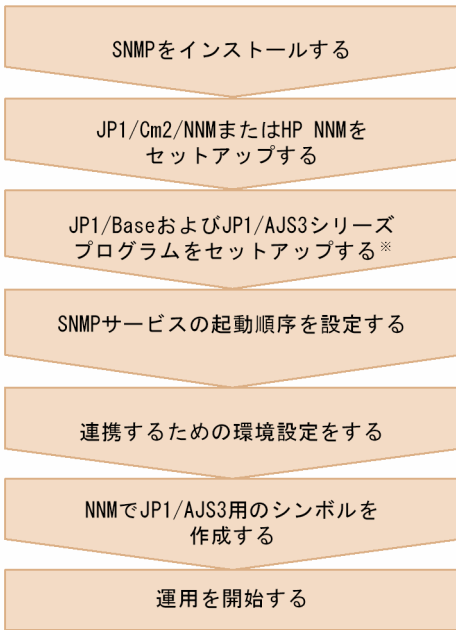 SNMPをインストールする
JP1/Cm2/NNMまたはHP NNMを
セットアップする
JP1/BaseおよびJP1/AJS3シリーズ
プログラムをセットアップする※
SNMPサービスの起動順序を設定する
連携するための環境設定をする
NNMでJP1/AJS3用のシンボルを
作成する
運用を開始する